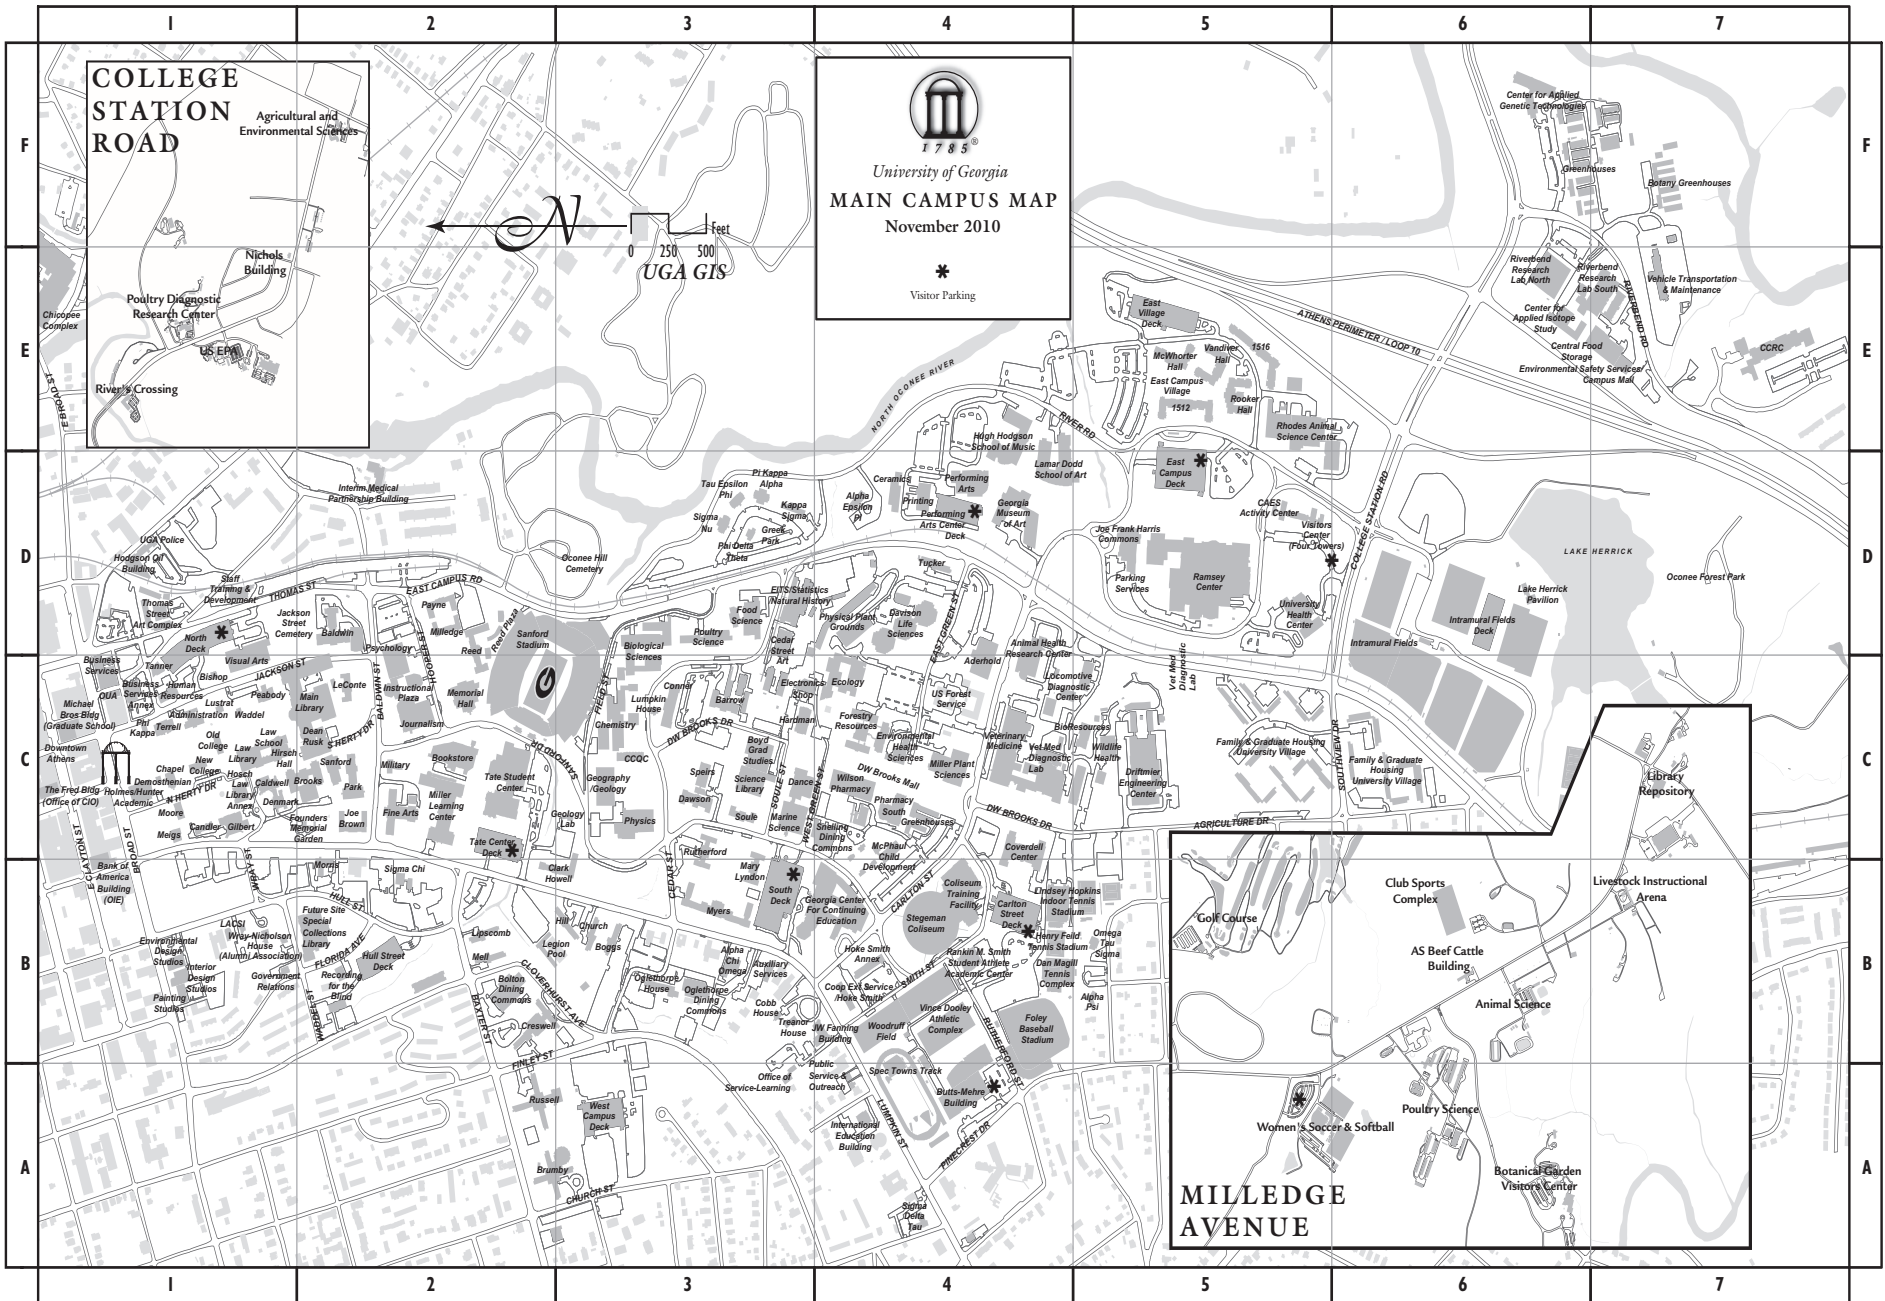 1
2
3
4
5
6
7
F
E
D
C
B
A
COLLEGE
STATION
ROAD
Agricultural and
Environmental Sciences
Nichols
Building
Poultry Diagnostic
Research Center
US EPA
River's Crossing
Chicopee
Complex
E BROAD ST
N
Feet
0
250
500
UGA GIS
1785®
University of Georgia
MAIN CAMPUS MAP
November 2010
*
Visitor Parking
Center for Applied
Genetic Technologies
Greenhouses
Botany Greenhouses
Riverbend
Research
Lab North
Riverbend
Research
Lab South
Vehicle Transportation
& Maintenance
Center for
Applied Isotope
Study
RIVERBEND RD
Central Food
Storage
Environmental Safety Services
Campus Mail
CCRC
ATHENS PERIMETER / LOOP 10
East
Village
Deck
McWhorter
Hall
Vandiver
Hall
1516
East Campus
Village
1512
Rooker
Hall
Rhodes Animal
Science Center
NORTH OCONEE RIVER
RIVER RD
Hugh Hodgson
School of Music
Lamar Dodd
School of Art
East
Campus
Deck
COLLEGE STATION RD
Interim Medical
Partnership Building
Pi Kappa
Alpha
Tau Epsilon
Phi
Kappa
Sigma
Sigma
Nu
Greek
Park
Phi Delta
Theta
Alpha
Epsilon
Pi
Ceramics
Performing
Arts
Printing
Performing
Arts Center
Deck
Georgia
Museum
of Art
CAES
Activity Center
Visitors
Center
(Four Towers)
Joe Frank Harris
Commons
Parking
Services
Ramsey
Center
University
Health
Center
LAKE HERRICK
Lake Herrick
Pavilion
Oconee Forest Park
Intramural Fields
Intramural Fields
Deck
UGA Police
Hodgson Oil
Building
Staff
Training &
Development
THOMAS ST
EAST CAMPUS RD
Oconee Hill
Cemetery
Thomas
Street
Art Complex
North
Deck
Jackson
Street
Cemetery
Baldwin
Payne
Milledge
Psychology
Reed
Reed Plaza
HOOPER ST
Sanford
Stadium
G
Biological
Sciences
Poultry
Science
Food
Science
EITS/Statistics
Natural History
Cedar
Street
Art
Physical Plant
Grounds
Tucker
Davison
Life
Sciences
EAST GREEN ST
Aderhold
Animal Health
Research Center
Vet Med
Diagnostic
Lab
Business
Services
Tanner
Visual Arts
JACKSON ST
Bishop
OUA
Business
Services
Annex
Human
Resources
Lustrat
Peabody
Main
Library
LeConte
BALDWIN ST
Instructional
Plaza
Memorial
Hall
Michael
Bros Bldg
(Graduate School)
Phi
Kappa
Administration
Terrell
Waddel
Journalism
FIELD ST
Lumpkin
House
Conner
Barrow
Electronics
Shop
Ecology
US Forest
Service
Locomotive
Diagnostic
Center
Chemistry
DW BROOKS DR
Hardman
Forestry
Resources
Environmental
Health
Sciences
BioResources
Veterinary
Medicine
Vet Med
Diagnostic
Lab
Wildlife
Health
Driftmier
Engineering
Center
Family & Graduate Housing
University Village
SOUTHVIEW DR
Family & Graduate
Housing
University Village
Downtown
Athens
Old
College
Law
School
Dean
Rusk
S HERTY DR
New
College
Law
Library
Hirsch
Hall
Sanford
Chapel
Demosthenian
Hosch
Law
Library
Annex
Caldwell
Brooks
The Fred Bldg
(Office of CIO)
Holmes/Hunter
Academic
N HERTY DR
Denmark
Park
Moore
Meigs
Candler
Gilbert
Founders
Memorial
Garden
Joe
Brown
Military
Bookstore
SANFORD DR
Tate Student
Center
Miller
Learning
Center
Fine Arts
Tate Center
Deck
Geography
/Geology
Geology
Lab
CCQC
Physics
Speirs
Dawson
Boyd
Grad
Studies
Science
Library
SOULE ST
Soule
Marine
Science
Dance
WEST GREEN ST
Wilson
Pharmacy
DW Brooks Mall
Pharmacy
South
Greenhouses
Miller Plant
Sciences
Snelling
Dining
Commons
McPhaul
Child
Development
DW BROOKS DR
AGRICULTURE DR
E CLAYTON ST
BROAD ST
Bank of
America
Building
(OIE)
WRAY ST
Morris
Sigma Chi
Clark
Howell
CEDAR ST
Rutherford
Mary
Lyndon
South
Deck
Myers
Georgia Center
For Continuing
Education
CARLTON ST
Coliseum
Training
Facility
Stegeman
Coliseum
Coverdell
Center
Carlton
Street
Deck
Lindsey Hopkins
Indoor Tennis
Stadium
Henry Feild
Tennis Stadium
Dan Magill
Tennis
Complex
Omega
Tau
Sigma
Alpha
Psi
HULL ST
Future Site
Special
Collections
Library
LACSI
Wray-Nicholson
House
(Alumni Association)
Environmental
Design
Studios
Interior
Design
Studios
Painting
Studios
Government
Relations
FLORIDA AVE
Recording
for the
Blind
Hull Street
Deck
WADDELL ST
Lipscomb
Mell
Hill
Church
Legion
Pool
Boggs
Bolton
Dining
Commons
CLOVERHURST AVE
BAXTER ST
Creswell
Oglethorpe
House
Oglethorpe
Dining
Commons
Alpha
Chi
Omega
Auxiliary
Services
Cobb
House
Treanor
House
Hoke Smith
Annex
Coop Ext Service
/Hoke Smith
SMITH ST
Rankin M. Smith
Student Athlete
Academic Center
Vince Dooley
Athletic
Complex
Woodruff
Field
JW Fanning
Building
RUTHERFORD ST
Foley
Baseball
Stadium
FINLEY ST
Russell
West
Campus
Deck
Brumby
CHURCH ST
Office of
Service-Learning
Public
Service &
Outreach
Spec Towns Track
Butts-Mehre
Building
LUMPKIN ST
International
Education
Building
PINECREST DR
Sigma
Delta
Tau
Library
Repository
Club Sports
Complex
Livestock Instructional
Arena
Golf Course
AS Beef Cattle
Building
Animal Science
Poultry Science
Women's Soccer & Softball
Botanical Garden
Visitors Center
MILLEDGE
AVENUE
1
2
3
4
5
6
7
F
E
D
C
B
A